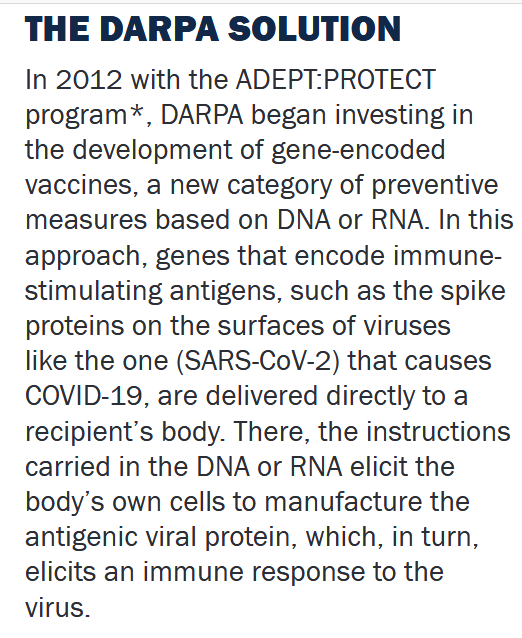 THE DARPA SOLUTION
In 2012 with the ADEPT:PROTECT
program*, DARPA began investing in
the development of gene-encoded
vaccines, a new category of preventive
measures based on DNA or RNA. In this
approach, genes that encode immune-
stimulating antigens, such as the spike
proteins on the surfaces of viruses
like the one (SARS-CoV-2) that causes
COVID-19, are delivered directly to a
recipient’s body. There, the instructions
carried in the DNA or RNA elicit the
body’s own cells to manufacture the
antigenic viral protein, which, in turn,
elicits an immune response to the
virus.